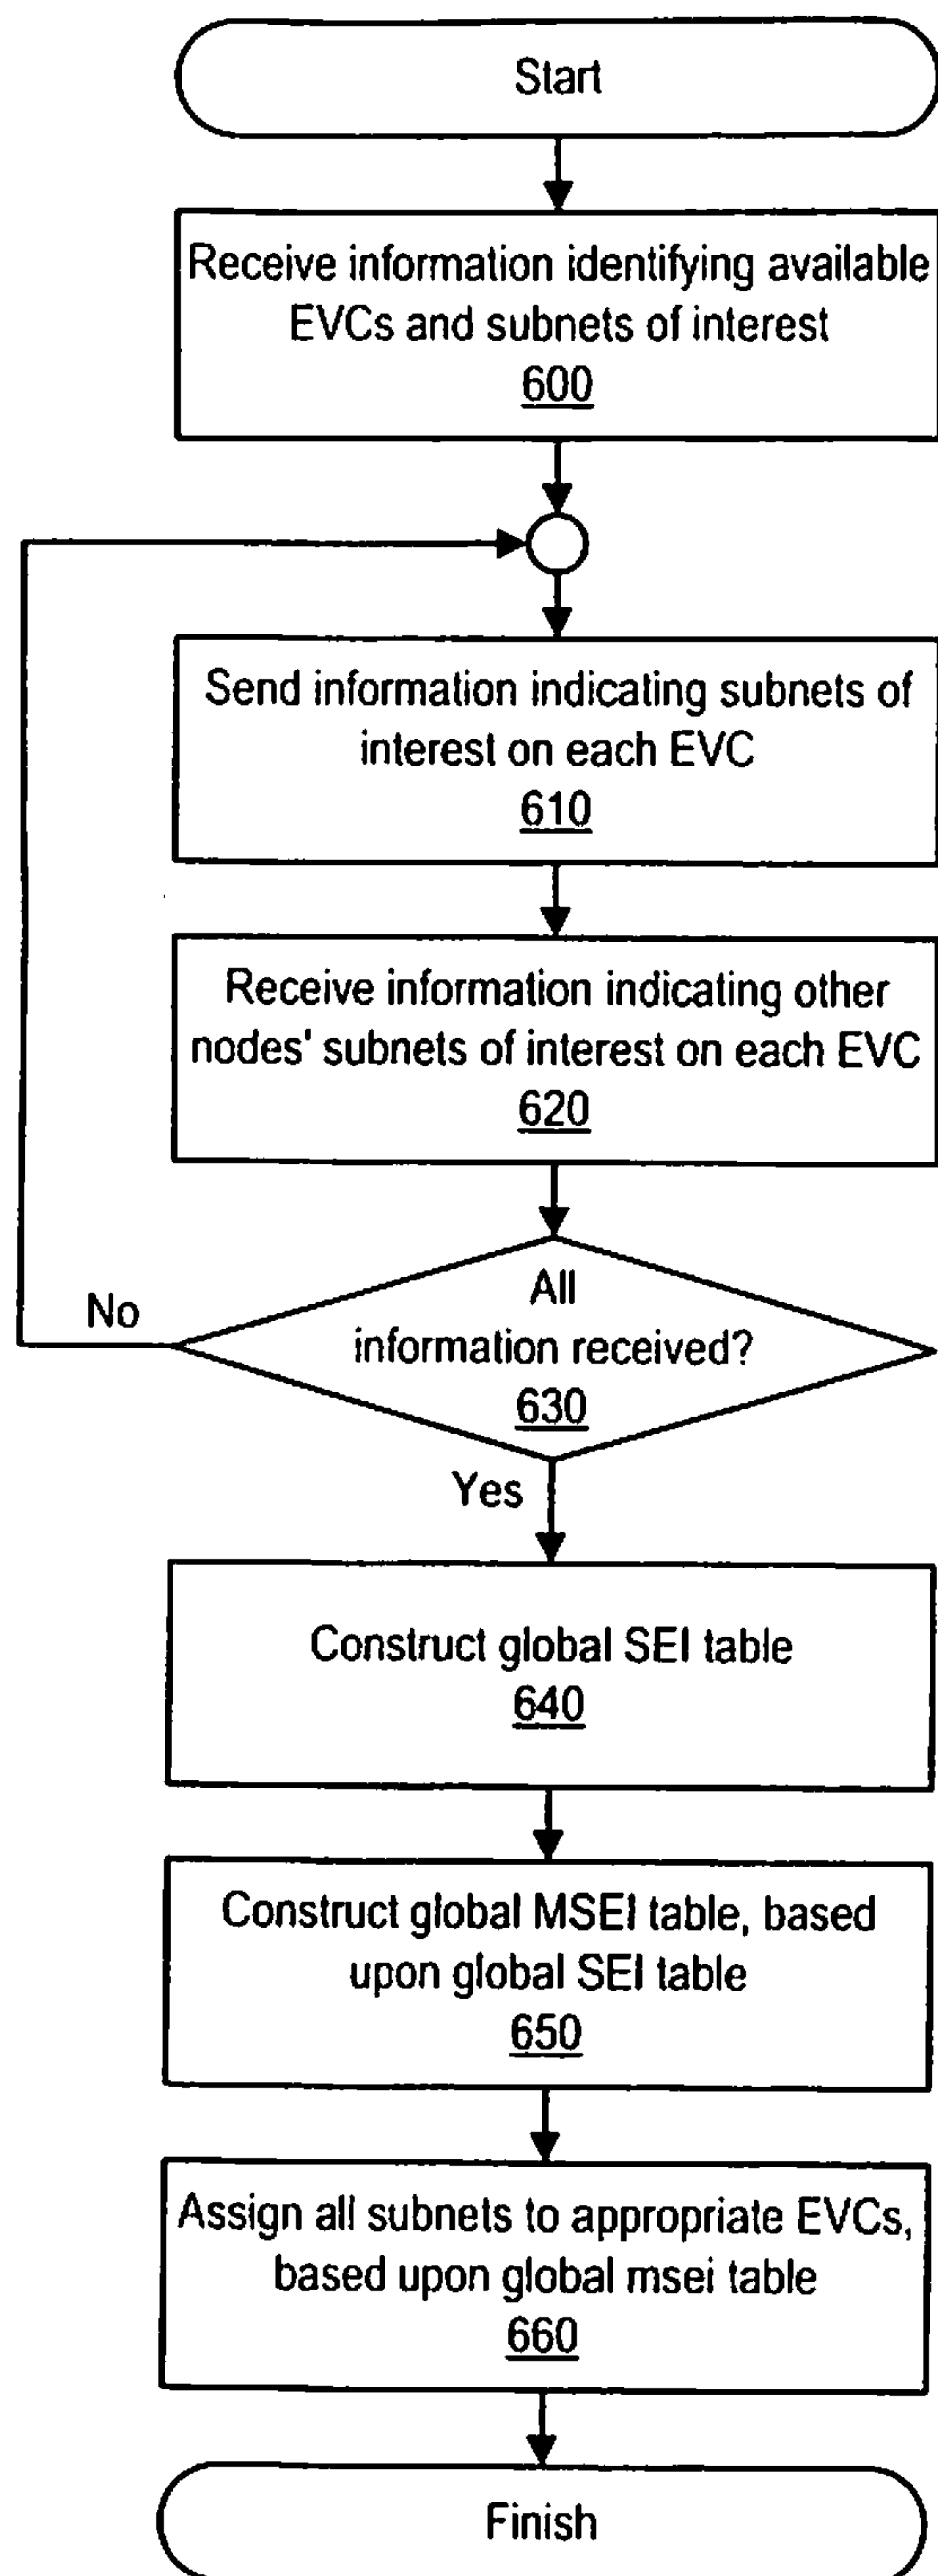 Start
Receive information identifying available
EVCs and subnets of interest
600
Send information indicating subnets of
interest on each EVC
610
Receive information indicating other
nodes' subnets of interest on each EVC
620
All
information received?
630
No
Yes
Construct global SEI table
640
Construct global MSEI table, based
upon global SEI table
650
Assign all subnets to appropriate EVCs,
based upon global msei table
660
Finish